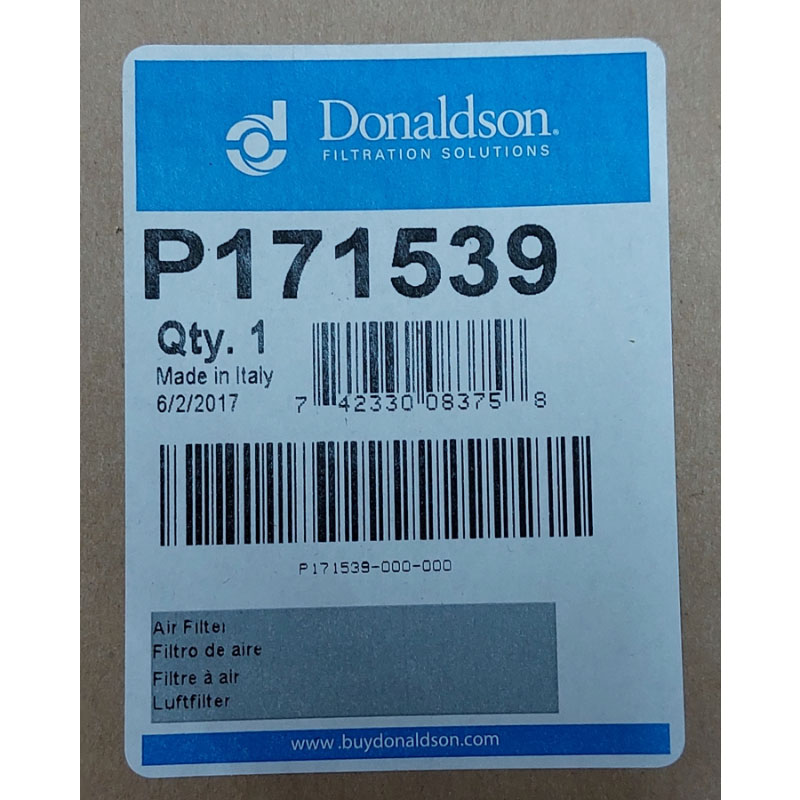 Donaldson.
FILTRATION SOLUTIONS
P171539
Qty. 1
Made in Italy
6/2/2017
7 42330 08375 8
P171539-000-000
Air Filter
Filtro de aire
Filtre à air
Luftfilter
www.buydonaldson.com